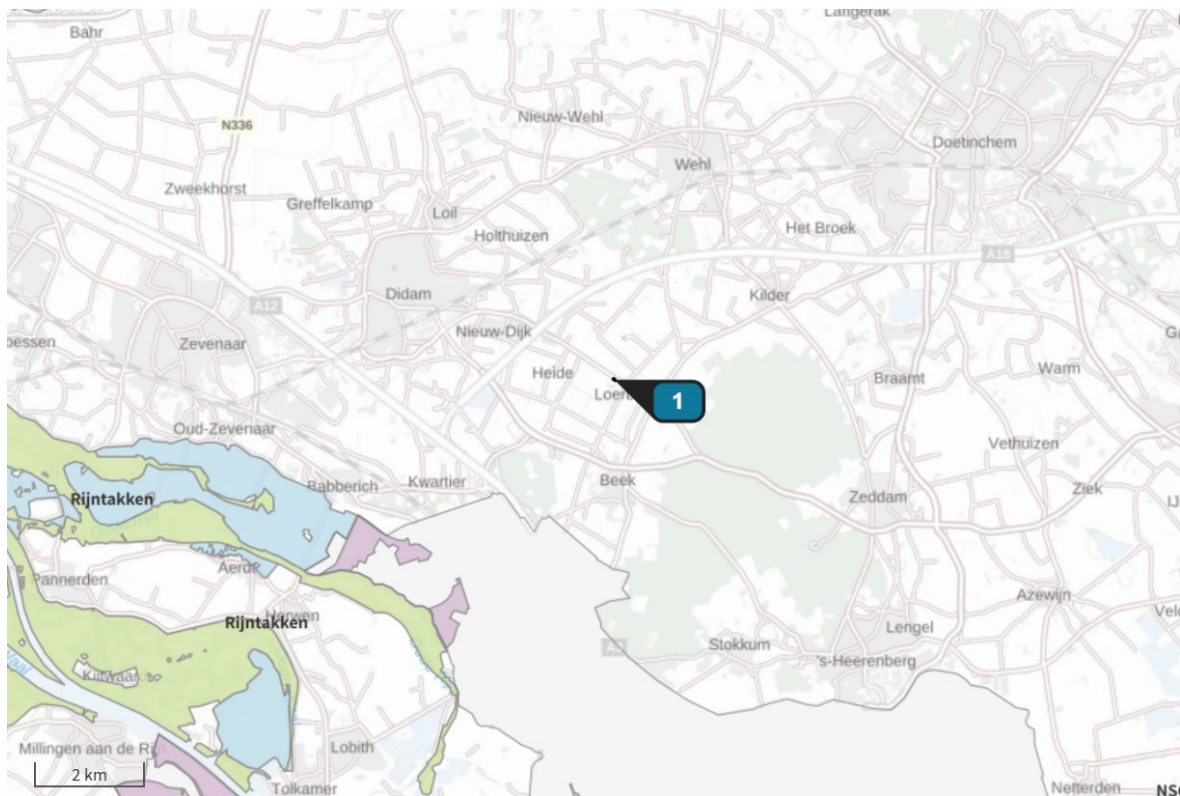 Langerak
Bahr
Nieuw-Wehl
N336
Doetinchem
Wehl
Zweekhorst
Greffelkamp
Loil
Holthuizen
Het Broek
A18
Didam
Kilder
A12
Nieuw-Dijk
Zevenaar
Heide
Warm
Braamt
1
Oud-Zevenaar
Vethuizen
Babberich
Kwartier
Beek
Zeddam
Ziek
Rijntakken
Aerdt
Pannerden
Azewijn
Herwen
Rijntakken
Lengel
Stokkum
's-Heerenberg
Waal
Millingen aan de Rijn
Lobith
2 km
Tolkamer
Netterden